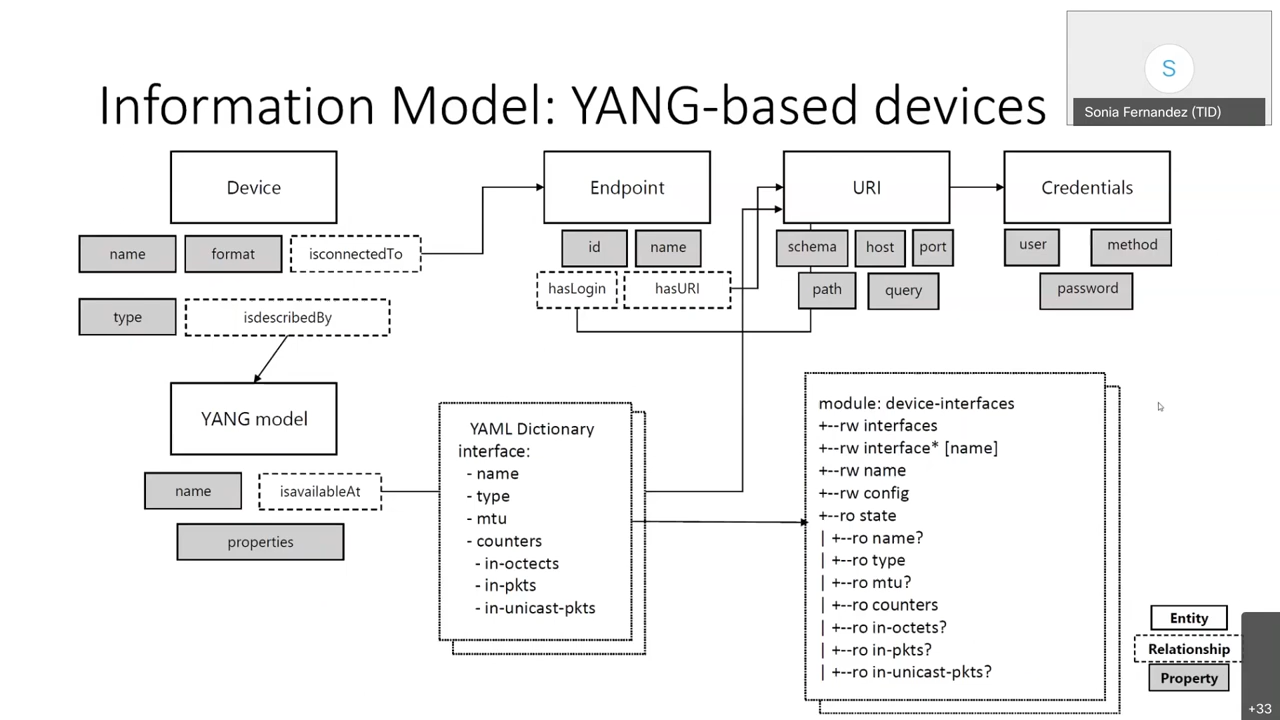 Information Model: YANG-based devices
S
Sonia Fernandez (TID)
Device
Endpoint
URI
Credentials
name
format
isconnectedTo
type
isdescribedBy
id
name
hasLogin
hasURI
schema
host
port
path
query
user
method
password
YANG model
name
isavailableAt
properties
YAML Dictionary
interface:
- name
- type
- mtu
- counters
- in-octects
- in-pkts
- in-unicast-pkts
module: device-interfaces
+--rw interfaces
+--rw interface* [name]
+--rw name
+--rw config
+--ro state
| +--ro name?
| +--ro type
| +--ro mtu?
| +--ro counters
| +--ro in-octets?
| +--ro in-pkts?
| +--ro in-unicast-pkts?
Entity
Relationship
Property
+33